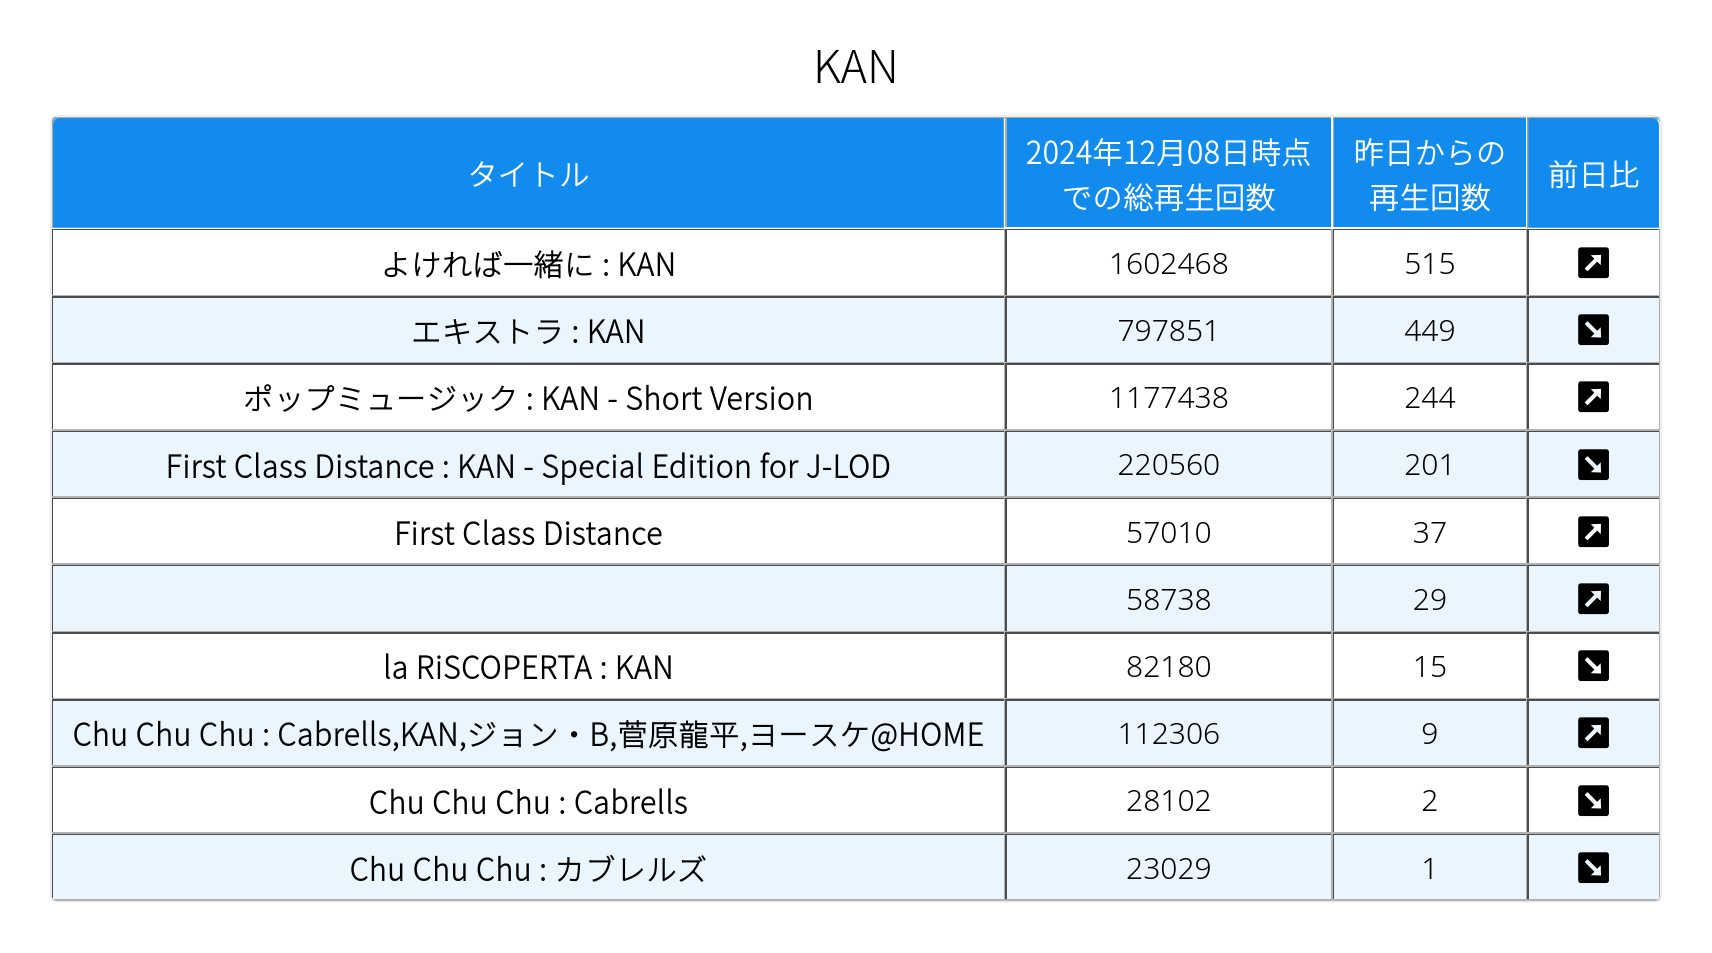 KAN
タイトル
2024年12月08日時点
での総再生回数
昨日からの
再生回数
前日比
よければ一緒に : KAN 1602468 515
エキストラ : KAN 797851 449
ポップミュージック : KAN - Short Version 1177438 244
First Class Distance : KAN - Special Edition for J-LOD 220560 201
First Class Distance 57010 37
58738 29
la RiSCOPERTA : KAN 82180 15
Chu Chu Chu : Cabrells,KAN,ジョン・B,菅原龍平,ヨースケ@HOME 112306 9
Chu Chu Chu : Cabrells 28102 2
Chu Chu Chu : カブレルズ 23029 1